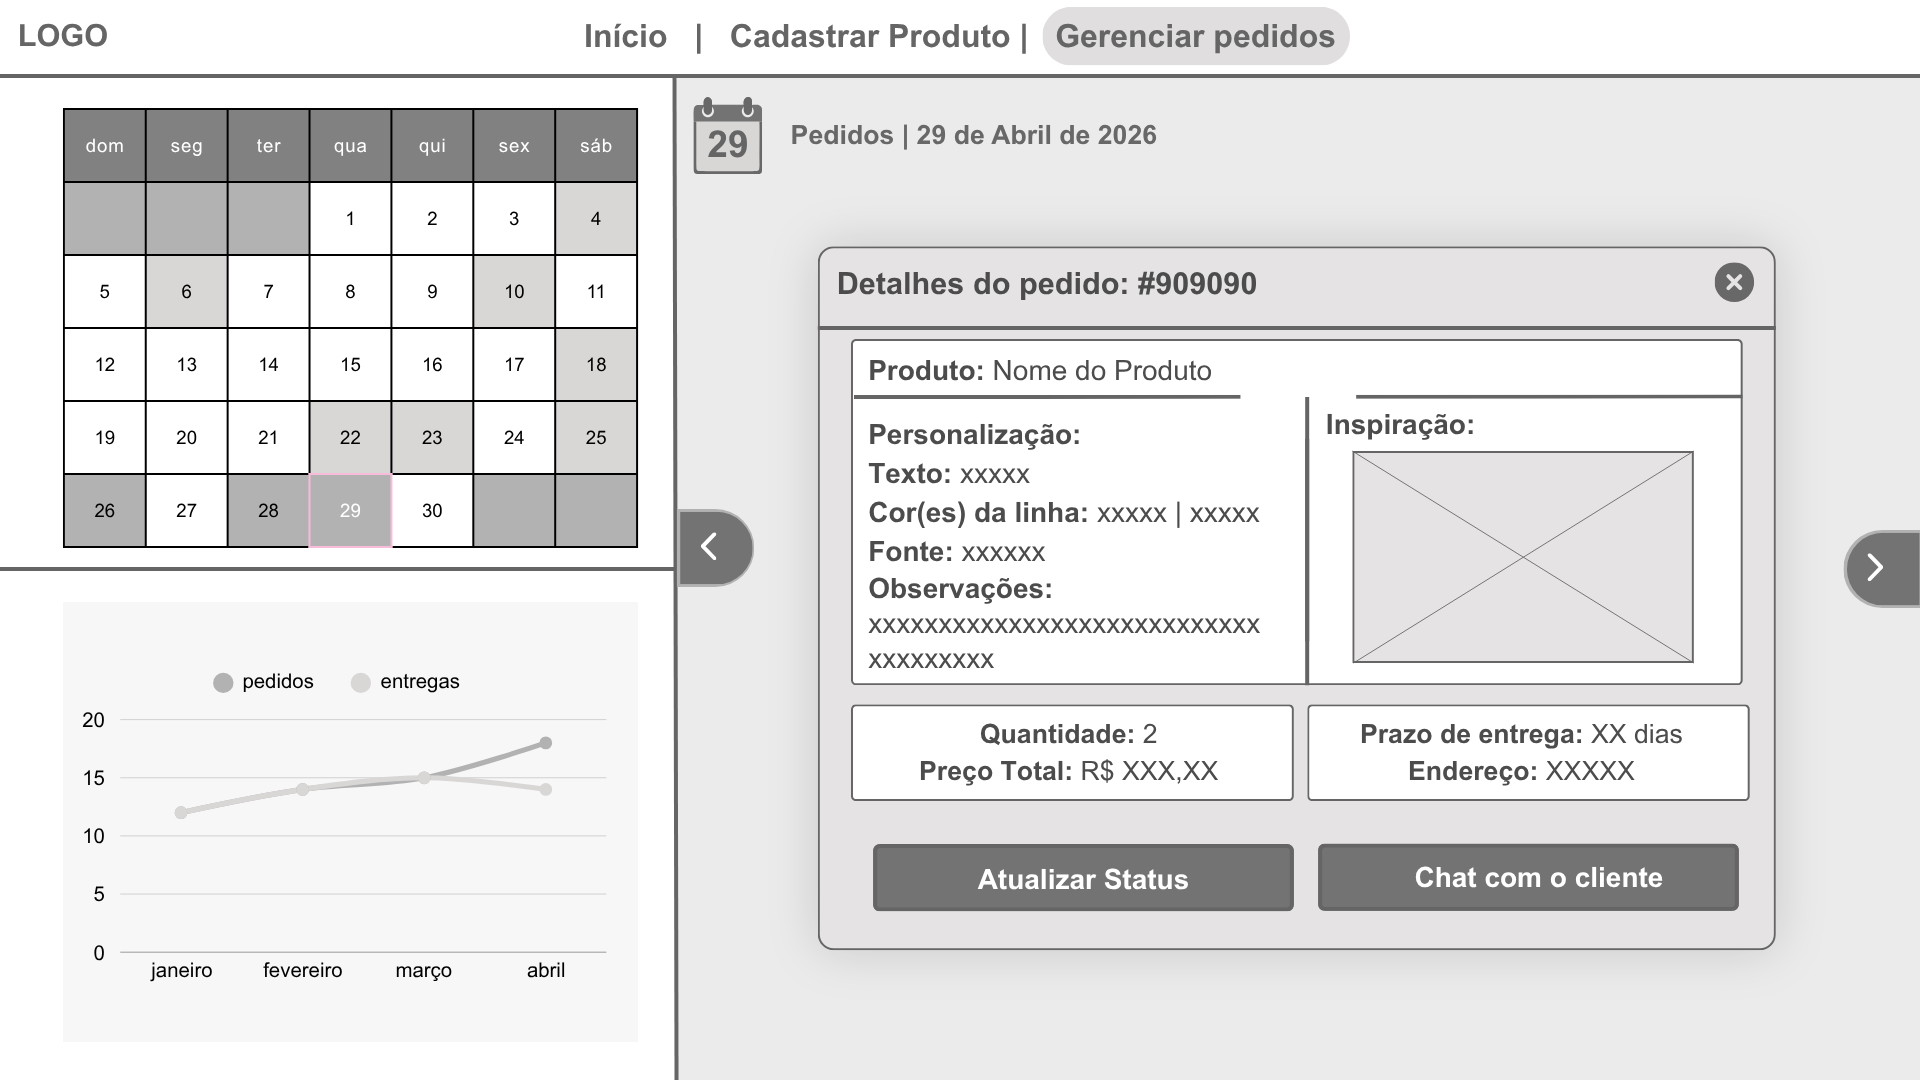 LOGO
Início | Cadastrar Produto | Gerenciar pedidos
dom seg ter qua qui sex sáb
1 2 3 4
5 6 7 8 9 10 11
12 13 14 15 16 17 18
19 20 21 22 23 24 25
26 27 28 29 30
pedidos entregas
20
15
10
5
0
janeiro fevereiro março abril
29
Pedidos | 29 de Abril de 2026
Detalhes do pedido: #909090
Produto: Nome do Produto
Personalização:
Texto: xxxxx
Cor(es) da linha: xxxxx | xxxxx
Fonte: xxxxxx
Observações:
xxxxxxxxxxxxxxxxxxxxxxxxxxxx
xxxxxxxxx
Inspiração:
Quantidade: 2
Preço Total: R$ XXX,XX
Prazo de entrega: XX dias
Endereço: XXXXX
Atualizar Status
Chat com o cliente